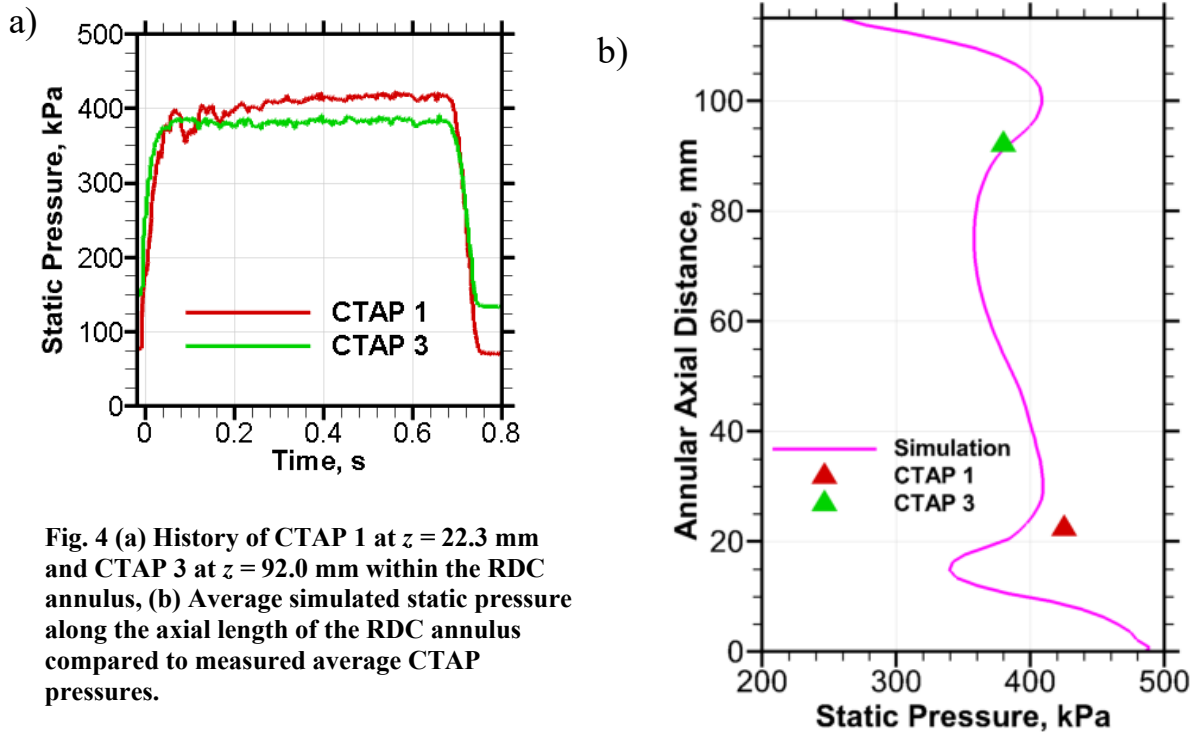 a)
500
400
300
200
100
0
Static Pressure, kPa
CTAP 1
CTAP 3
0 0.2 0.4 0.6 0.8
Time, s
Fig. 4 (a) History of CTAP 1 at z = 22.3 mm
and CTAP 3 at z = 92.0 mm within the RDC
annulus, (b) Average simulated static pressure
along the axial length of the RDC annulus
compared to measured average CTAP
pressures.
b)
100
80
60
40
20
0
Annular Axial Distance, mm
Simulation
CTAP 1
CTAP 3
200 300 400 500
Static Pressure, kPa